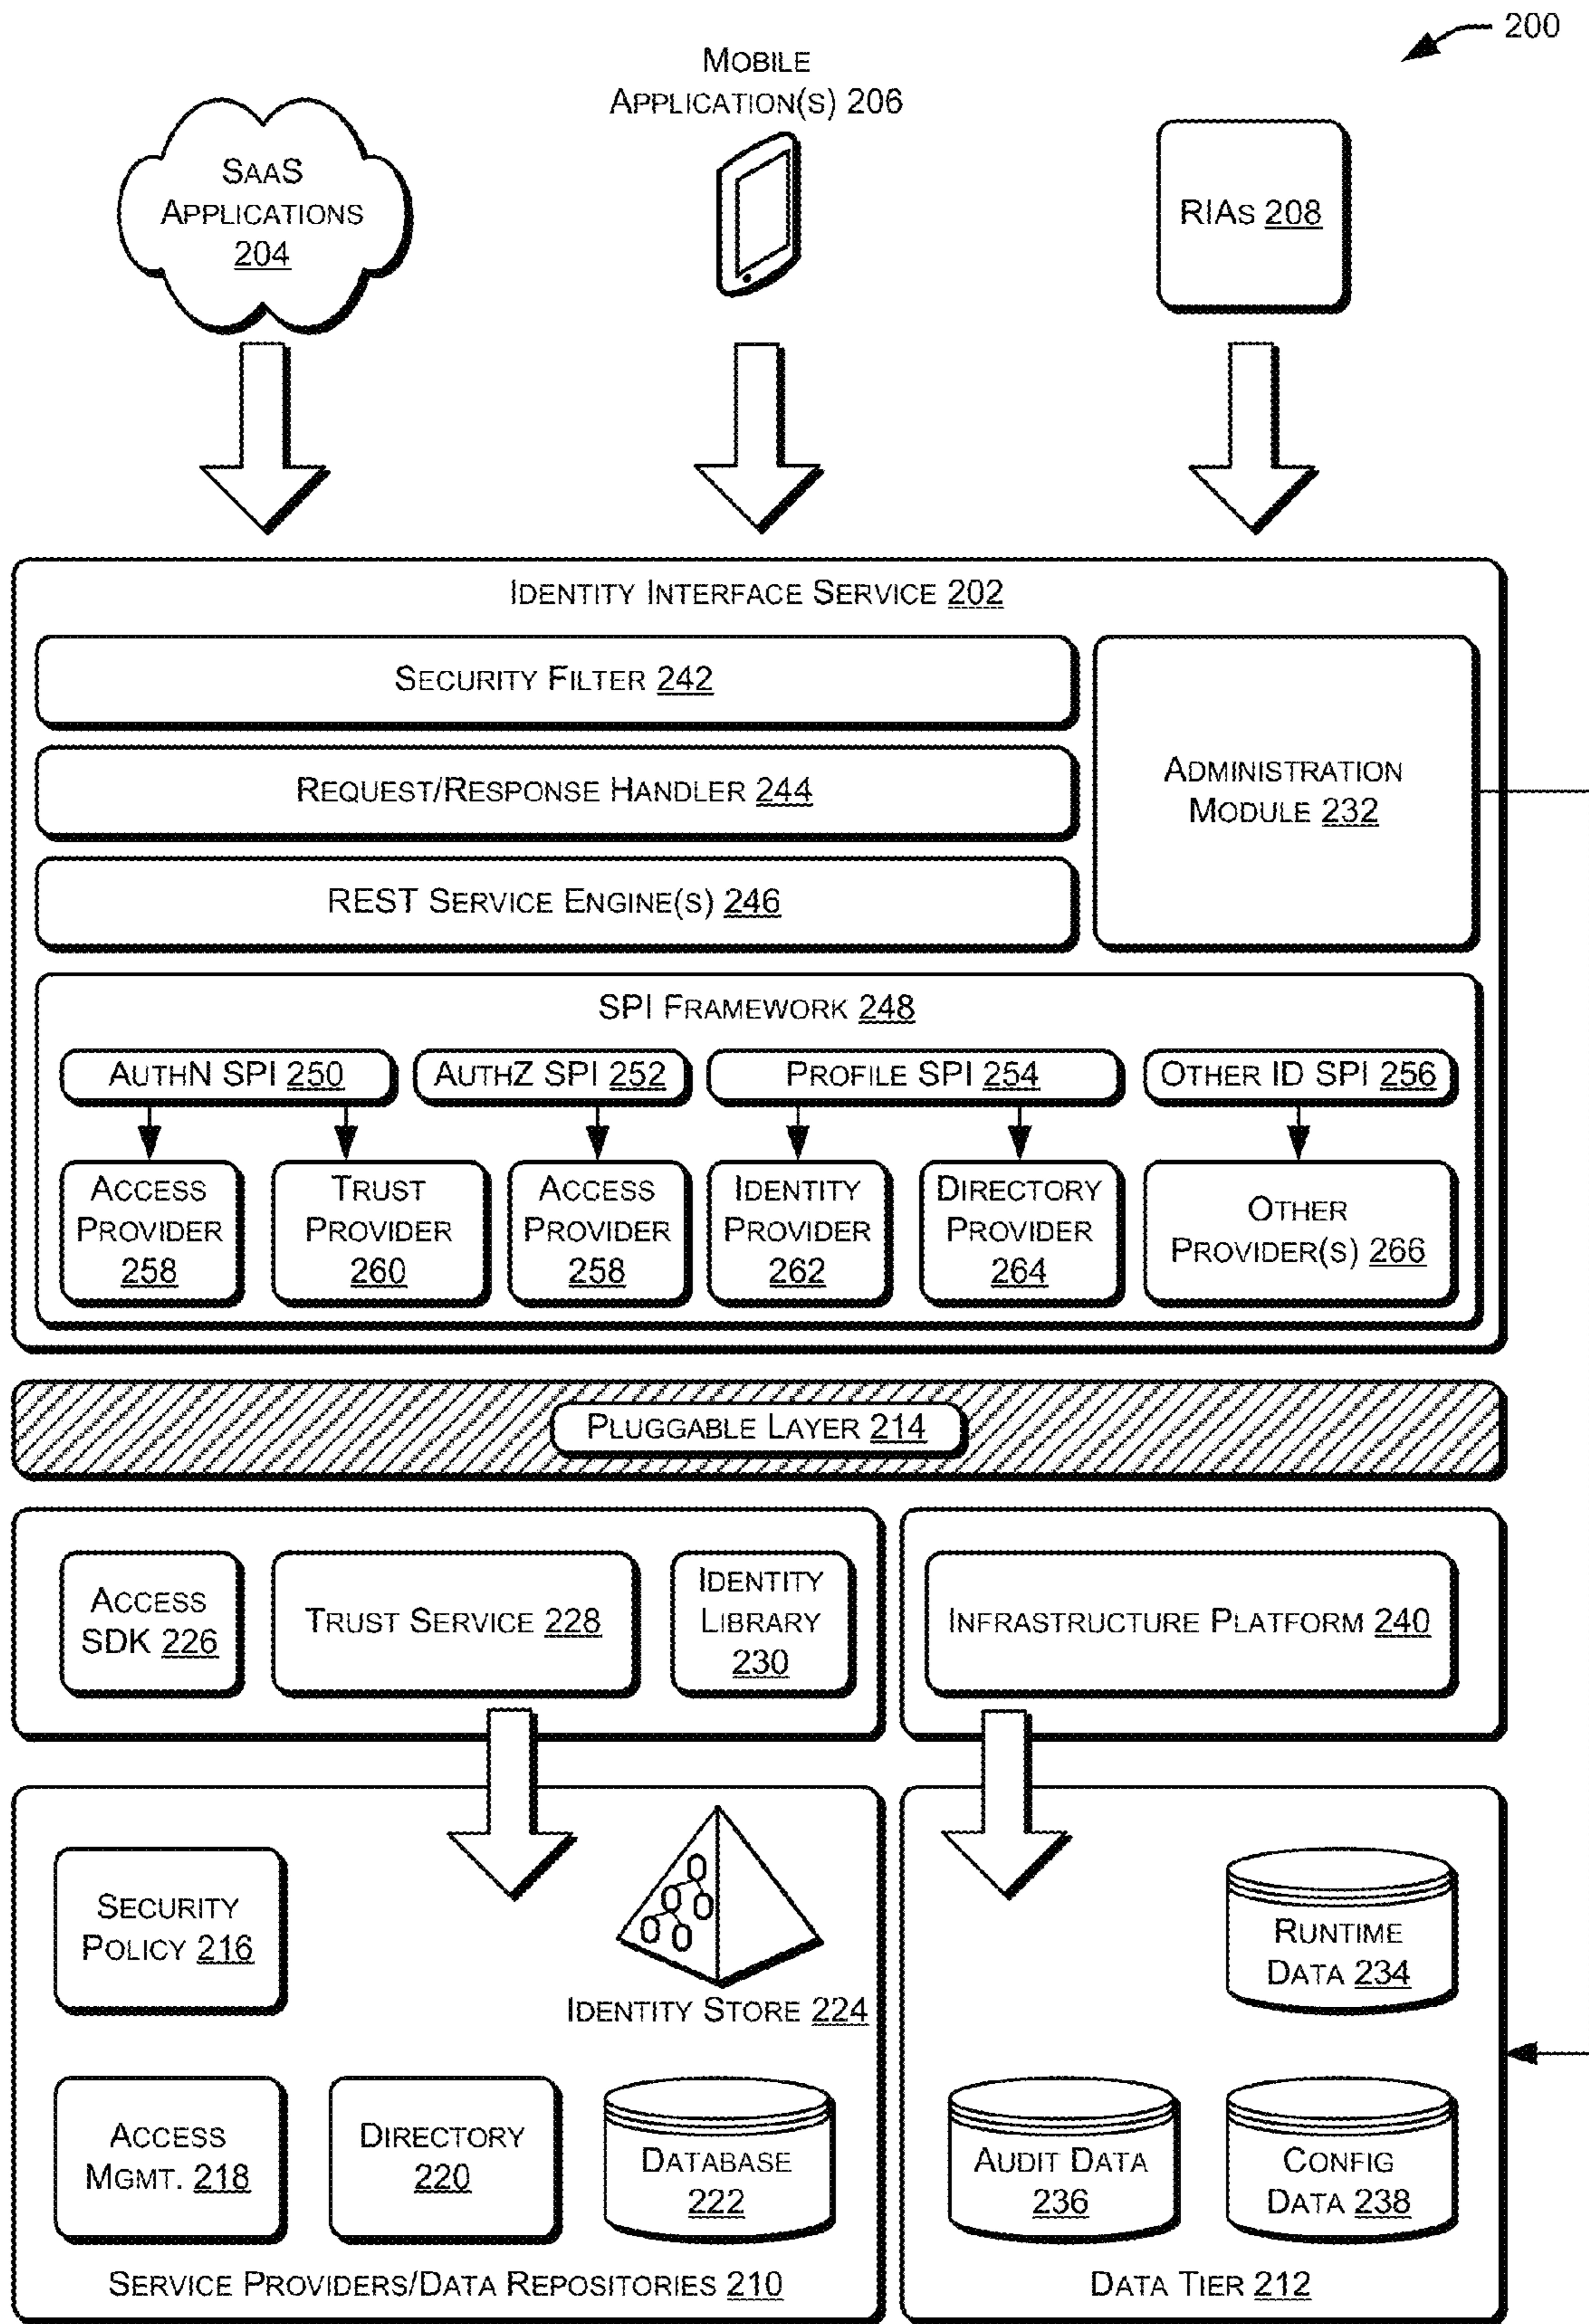 200
MOBILE
APPLICATION(S) 206
SAAS
APPLICATIONS
204
RIAS 208
IDENTITY INTERFACE SERVICE 202
SECURITY FILTER 242
REQUEST/RESPONSE HANDLER 244
REST SERVICE ENGINE(S) 246
ADMINISTRATION
MODULE 232
SPI FRAMEWORK 248
AUTHN SPI 250
AUTHZ SPI 252
PROFILE SPI 254
OTHER ID SPI 256
ACCESS
PROVIDER
258
TRUST
PROVIDER
260
ACCESS
PROVIDER
258
IDENTITY
PROVIDER
262
DIRECTORY
PROVIDER
264
OTHER
PROVIDER(S) 266
PLUGGABLE LAYER 214
ACCESS
SDK 226
TRUST SERVICE 228
IDENTITY
LIBRARY
230
INFRASTRUCTURE PLATFORM 240
SECURITY
POLICY 216
IDENTITY STORE 224
ACCESS
MGMT. 218
DIRECTORY
220
DATABASE
222
SERVICE PROVIDERS/DATA REPOSITORIES 210
RUNTIME
DATA 234
AUDIT DATA
236
CONFIG
DATA 238
DATA TIER 212